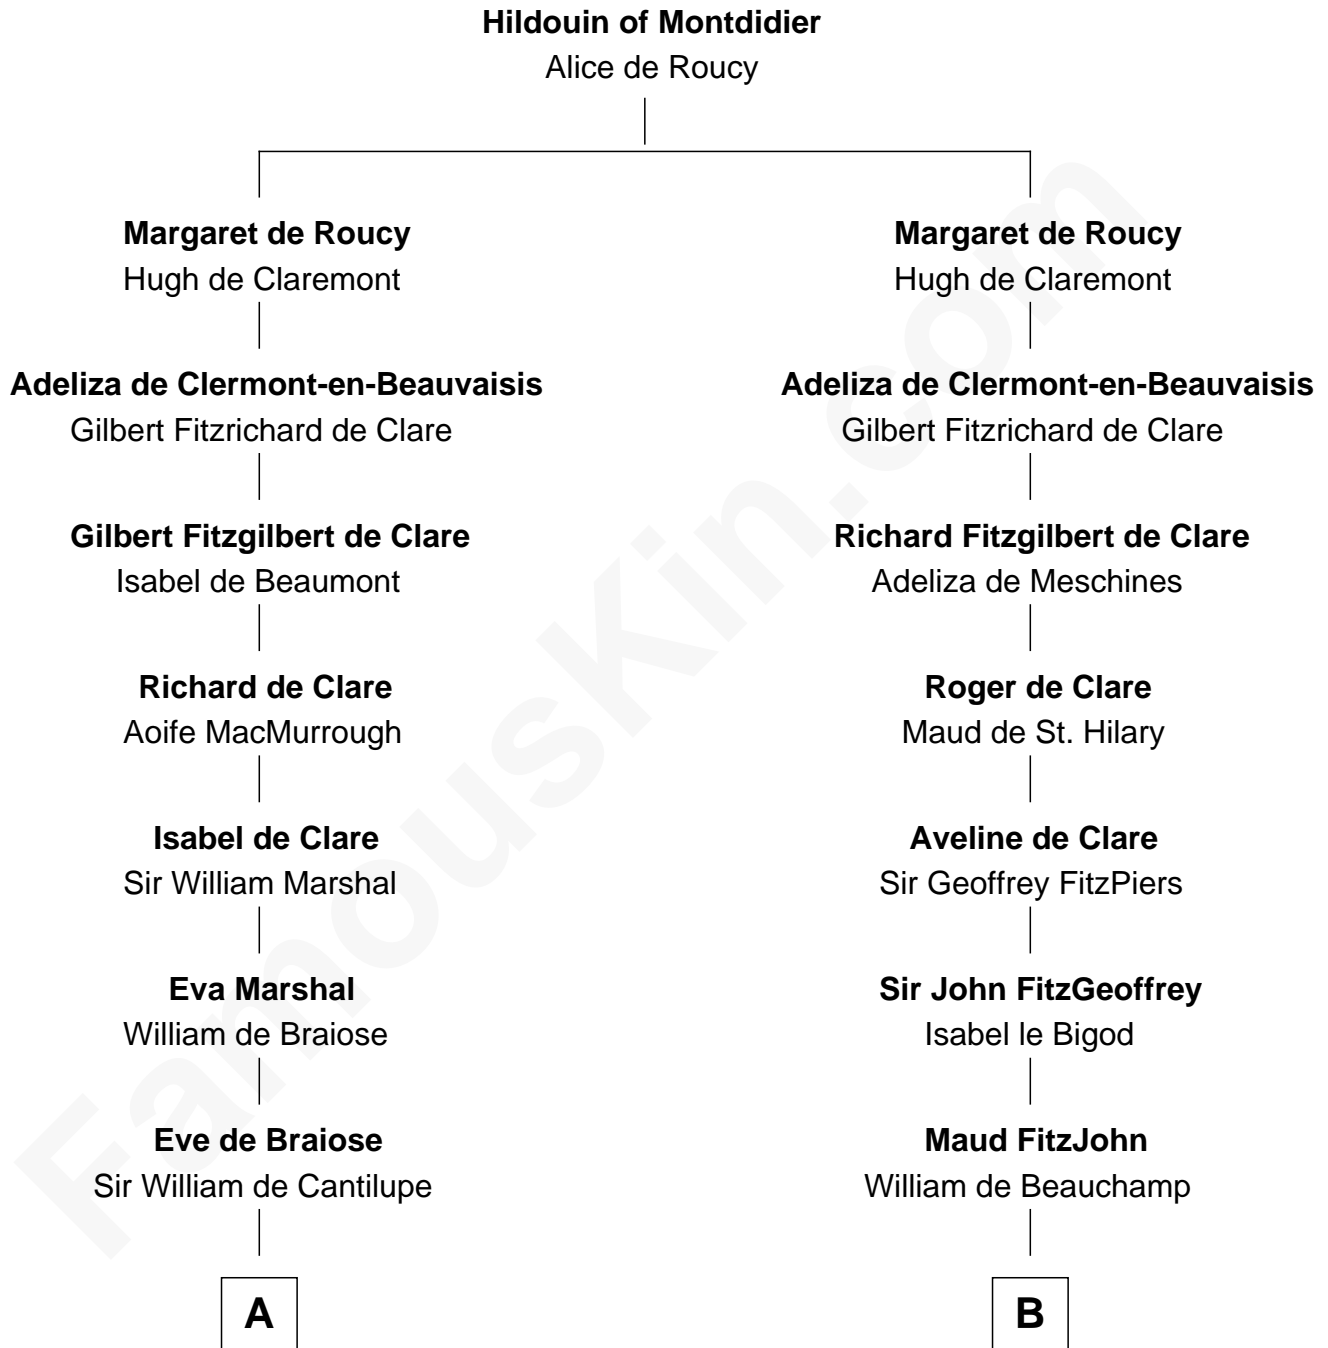 Hildouin of Montdidier
Alice de Roucy
Margaret de Roucy
Hugh de Claremont
Margaret de Roucy
Hugh de Claremont
Adeliza de Clermont-en-Beauvaisis
Gilbert Fitzrichard de Clare
Adeliza de Clermont-en-Beauvaisis
Gilbert Fitzrichard de Clare
Gilbert Fitzgilbert de Clare
Isabel de Beaumont
Richard Fitzgilbert de Clare
Adeliza de Meschines
Richard de Clare
Aoife MacMurrough
Roger de Clare
Maud de St. Hilary
Isabel de Clare
Sir William Marshal
Aveline de Clare
Sir Geoffrey FitzPiers
Eva Marshal
William de Braiose
Sir John FitzGeoffrey
Isabel le Bigod
Eve de Braiose
Sir William de Cantilupe
Maud FitzJohn
William de Beauchamp
A
B
FamousKin.com